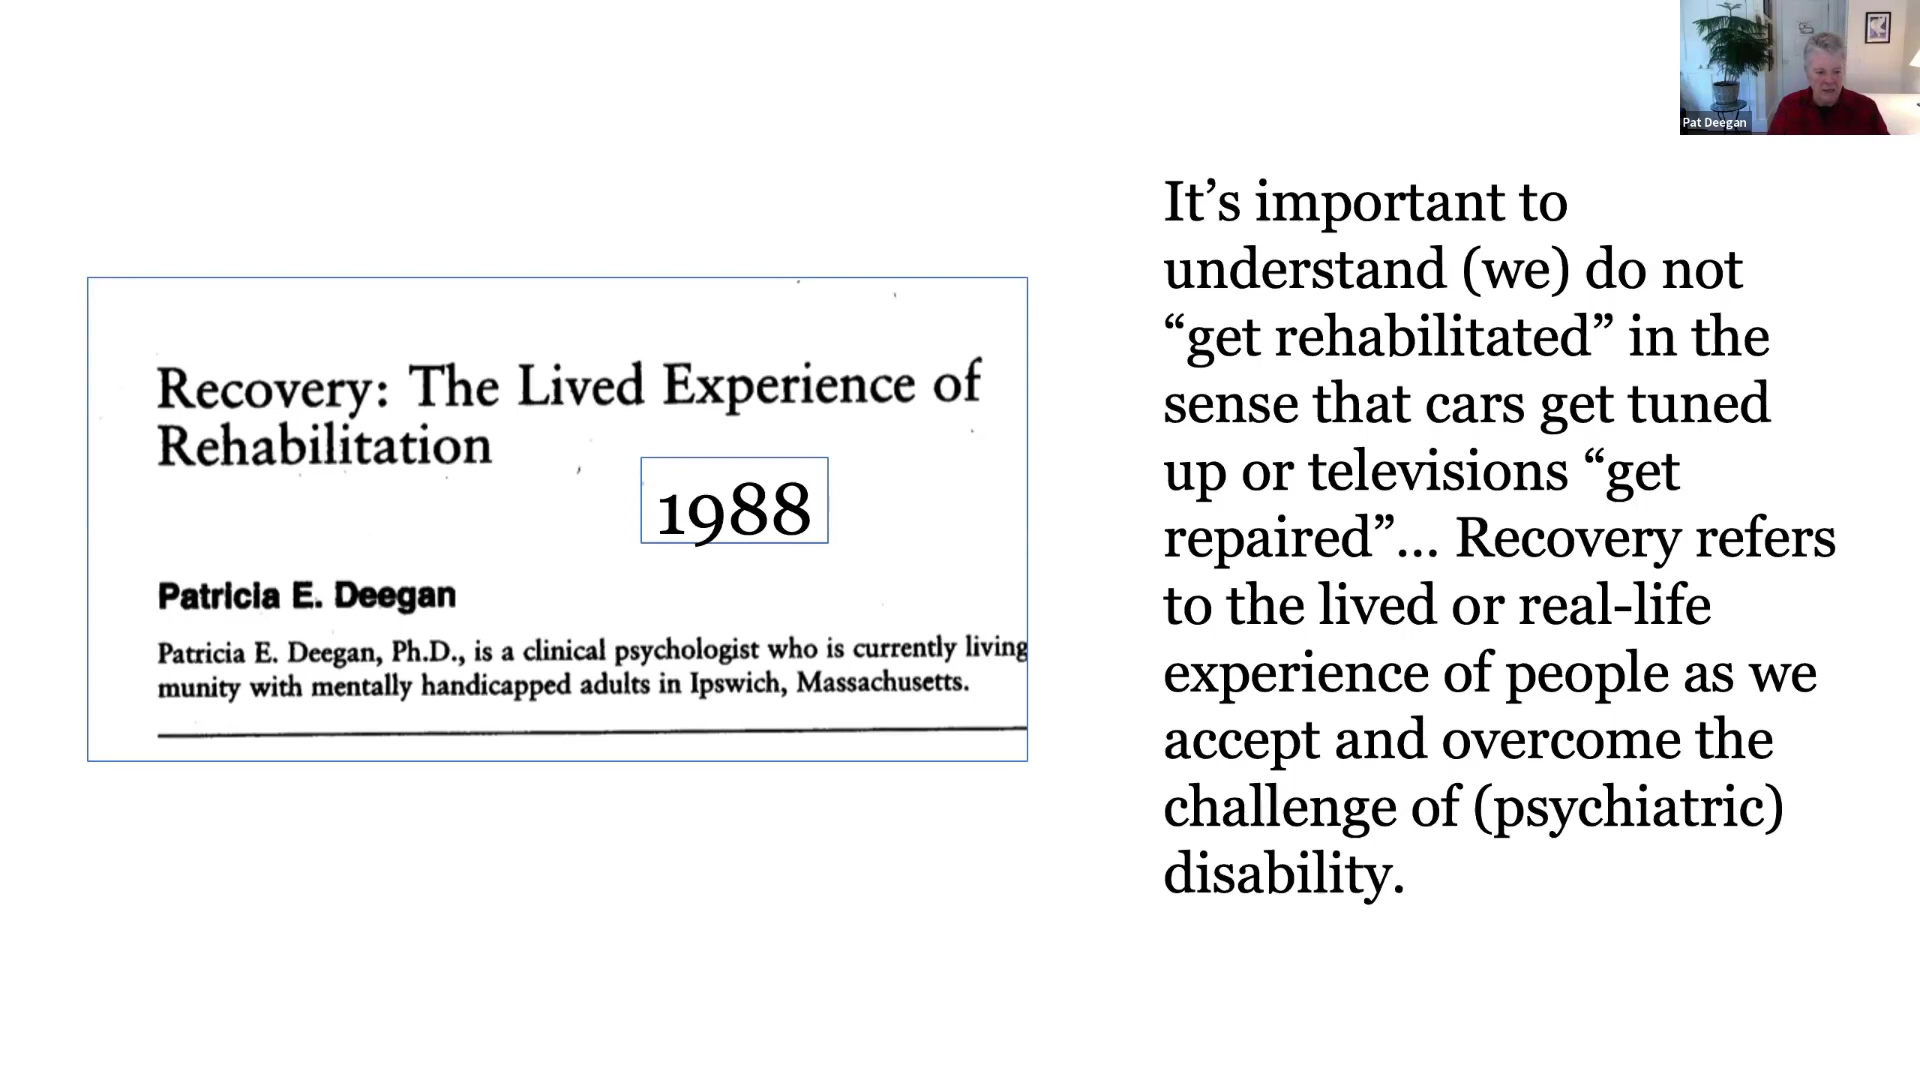 Pat Deegan
Recovery: The Lived Experience of
Rehabilitation
1988
Patricia E. Deegan
Patricia E. Deegan, Ph.D., is a clinical psychologist who is currently living
munity with mentally handicapped adults in Ipswich, Massachusetts.
It’s important to
understand (we) do not
“get rehabilitated” in the
sense that cars get tuned
up or televisions “get
repaired”... Recovery refers
to the lived or real-life
experience of people as we
accept and overcome the
challenge of (psychiatric)
disability.